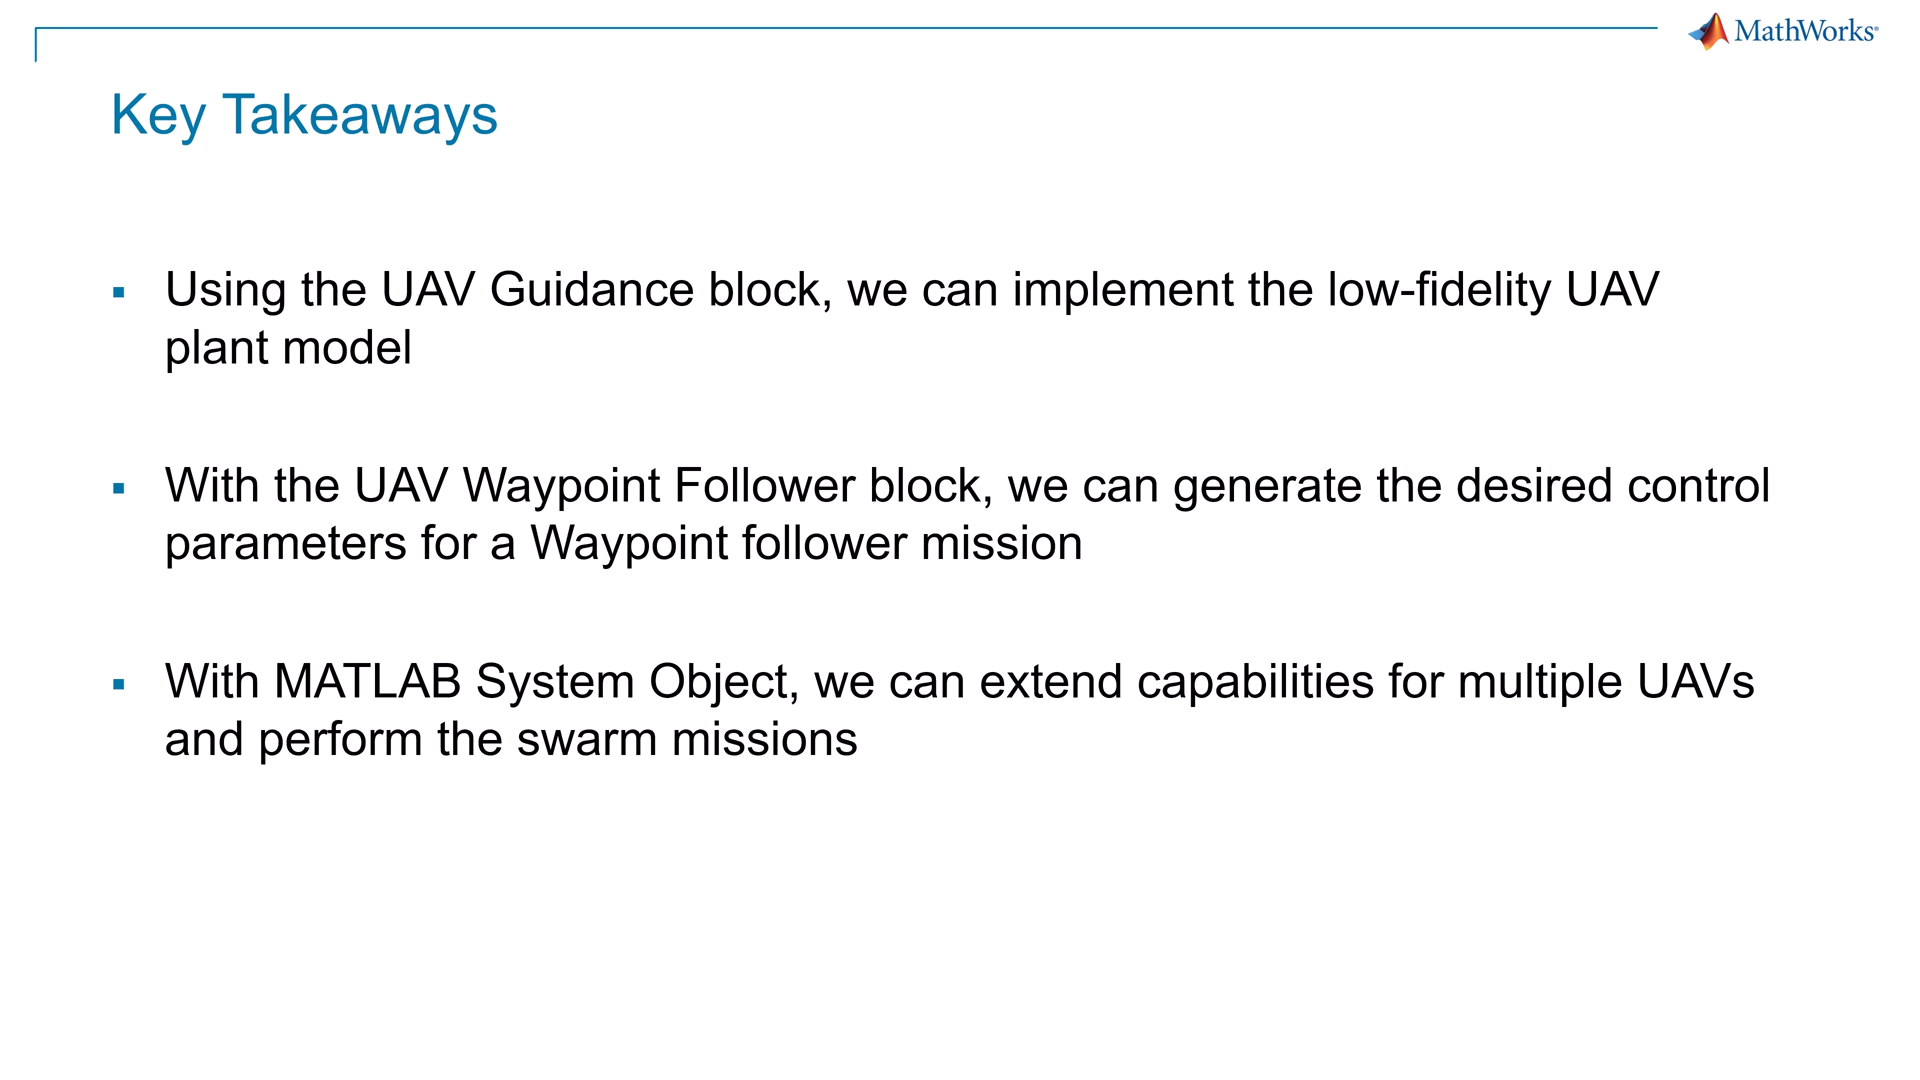 MathWorks®
Key Takeaways
▪ Using the UAV Guidance block, we can implement the low-fidelity UAV
plant model
▪ With the UAV Waypoint Follower block, we can generate the desired control
parameters for a Waypoint follower mission
▪ With MATLAB System Object, we can extend capabilities for multiple UAVs
and perform the swarm missions